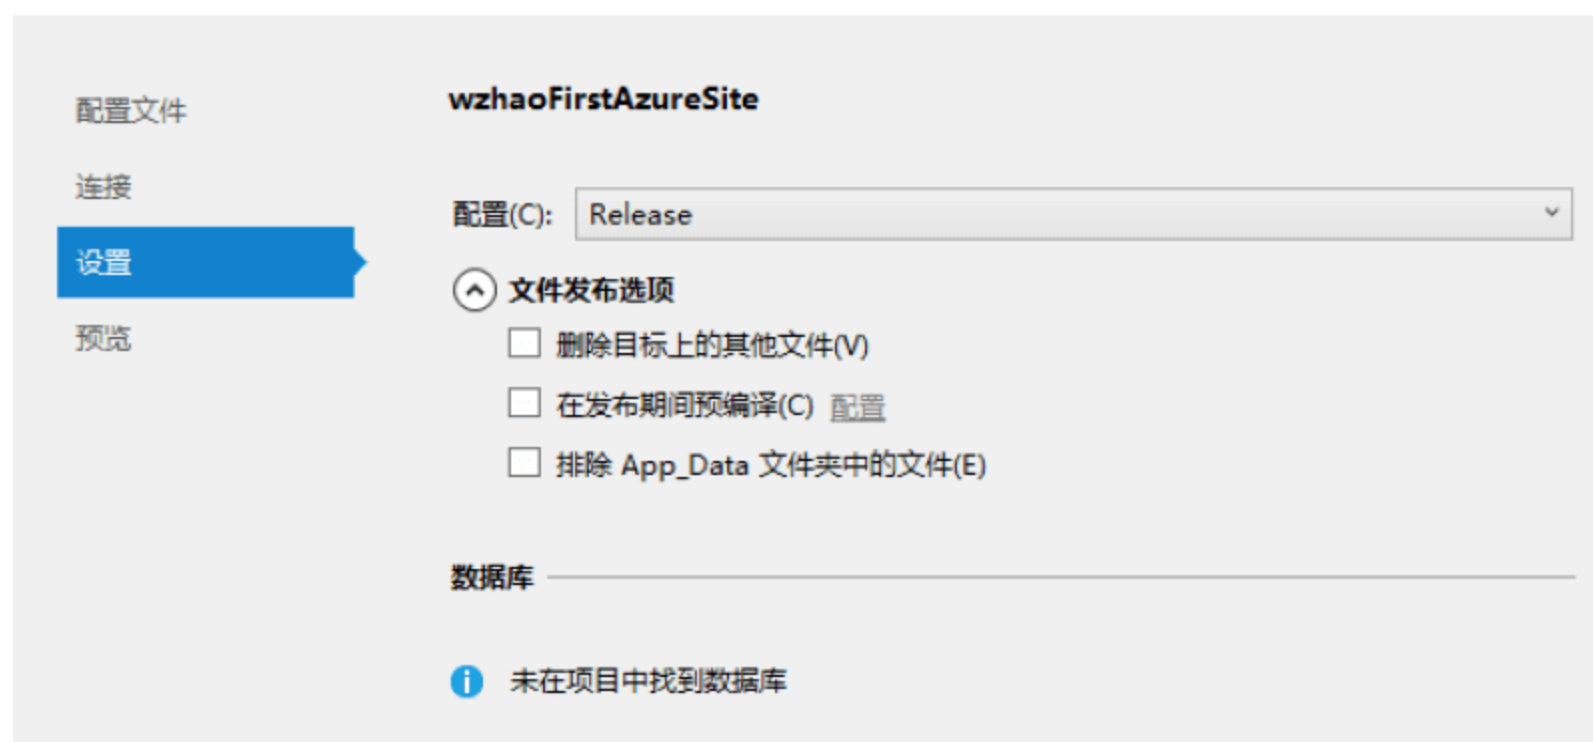 配置文件
连接
设置
预览
wzhaoFirstAzureSite
配置(C): Release
文件发布选项
删除目标上的其他文件(V)
在发布期间预编译(C) 配置
排除 App_Data 文件夹中的文件(E)
数据库
未在项目中找到数据库